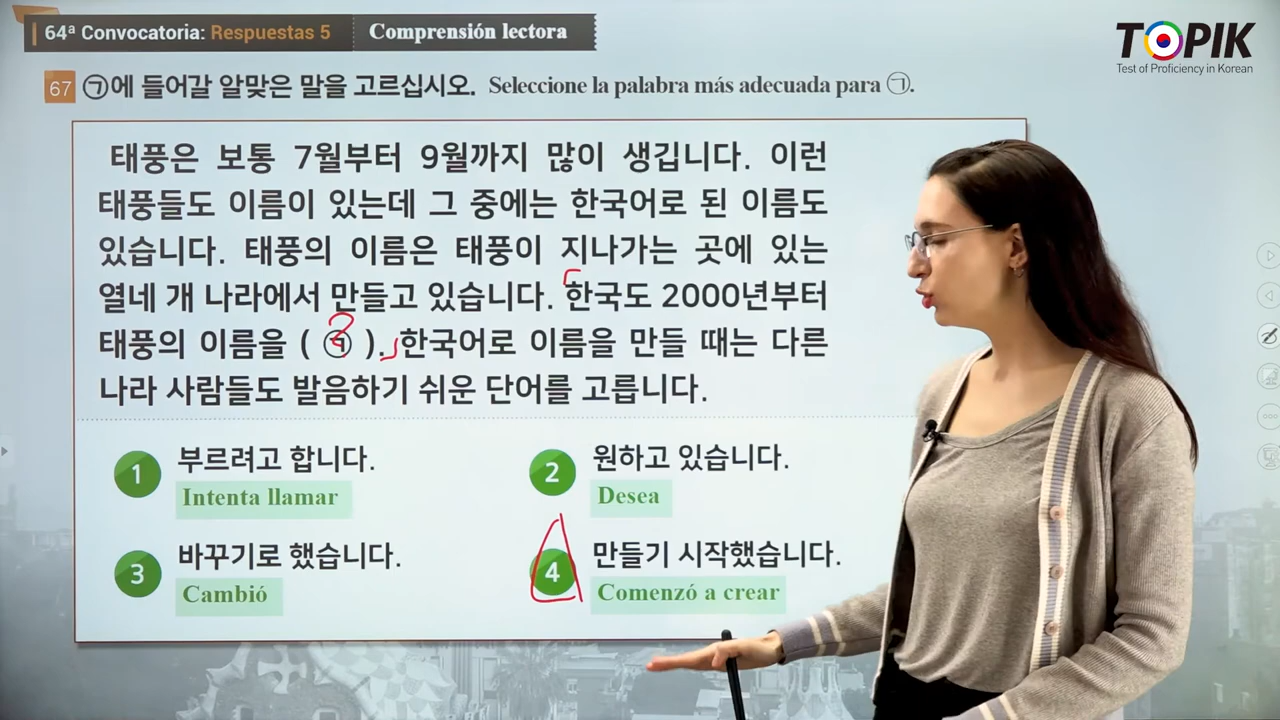 64ª Convocatoria: Respuestas 5 Comprensión lectora
TOPIK
Test of Proficiency in Korean
67 ㉠에 들어갈 알맞은 말을 고르십시오. Seleccione la palabra más adecuada para ㉠.
태풍은 보통 7월부터 9월까지 많이 생깁니다. 이런
태풍들도 이름이 있는데 그 중에는 한국어로 된 이름도
있습니다. 태풍의 이름은 태풍이 지나가는 곳에 있는
열네 개 나라에서 만들고 있습니다. 한국도 2000년부터
태풍의 이름을 ( ㉠ ). 한국어로 이름을 만들 때는 다른
나라 사람들도 발음하기 쉬운 단어를 고릅니다.
1 부르려고 합니다.
Intenta llamar
2 원하고 있습니다.
Desea
3 바꾸기로 했습니다.
Cambió
4 만들기 시작했습니다.
Comenzó a crear